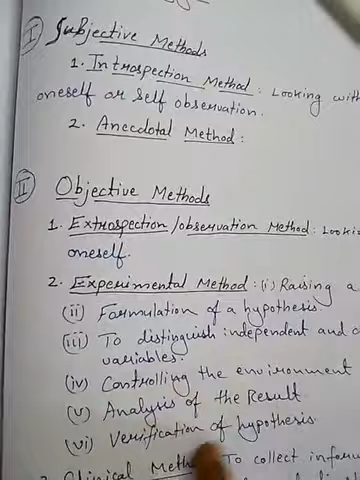 I Subjective Methods
1. Introspection Method: Looking with
oneself or self observation.
2. Anecdotal Method:
II Objective Methods
1. Extrospection/observation Method: Looki
oneself.
2. Experimental Method: (i) Raising a
(ii) Formulation of a hypothesis.
(iii) To distinguish independent and
variables.
(iv) Controlling the environment
(v) Analysis of the Result
(vi) Verification of hypothesis.
Clinical Meth To collect infor